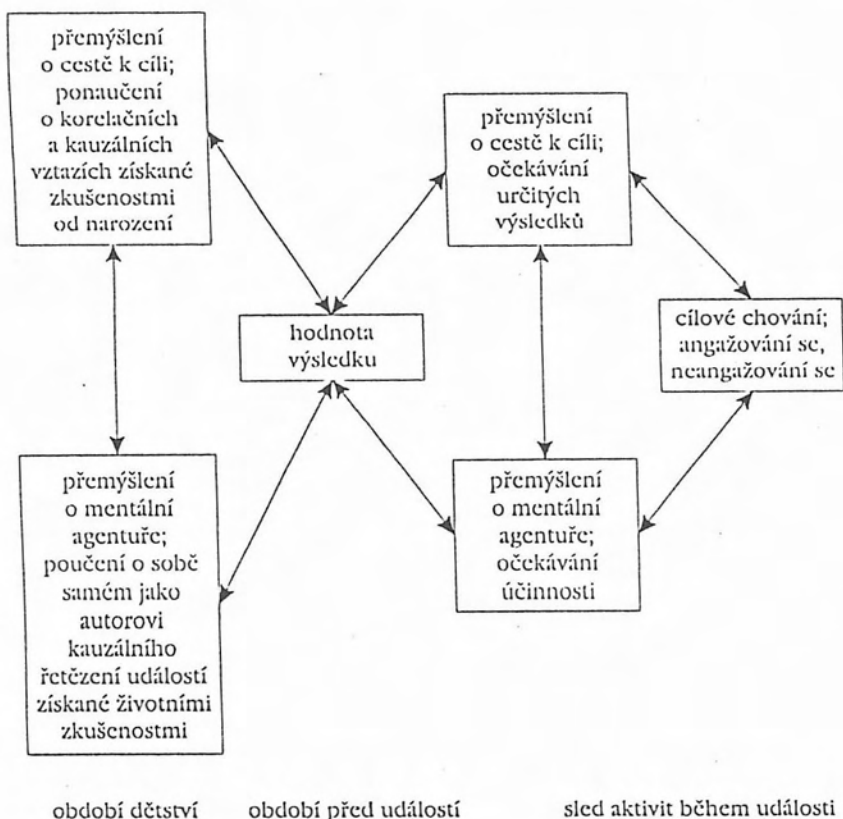 přemýšlení
o cestě k cíli;
ponaučení
o korelačních
a kauzálních
vztazích získané
zkušenostmi
od narození
přemýšlení
o cestě k cíli;
očekávání
určitých
výsledků
hodnota
výsledku
cílové chování;
angažování se,
neangažování se
přemýšlení
o mentální
agentuře;
poučení o sobě
samém jako
autorovi
kauzálního
řetězení událostí
získané životními
zkušenostmi
přemýšlení
o mentální
agentuře;
očekávání
účinnosti
období dětství
období před událostí
sled aktivit během události